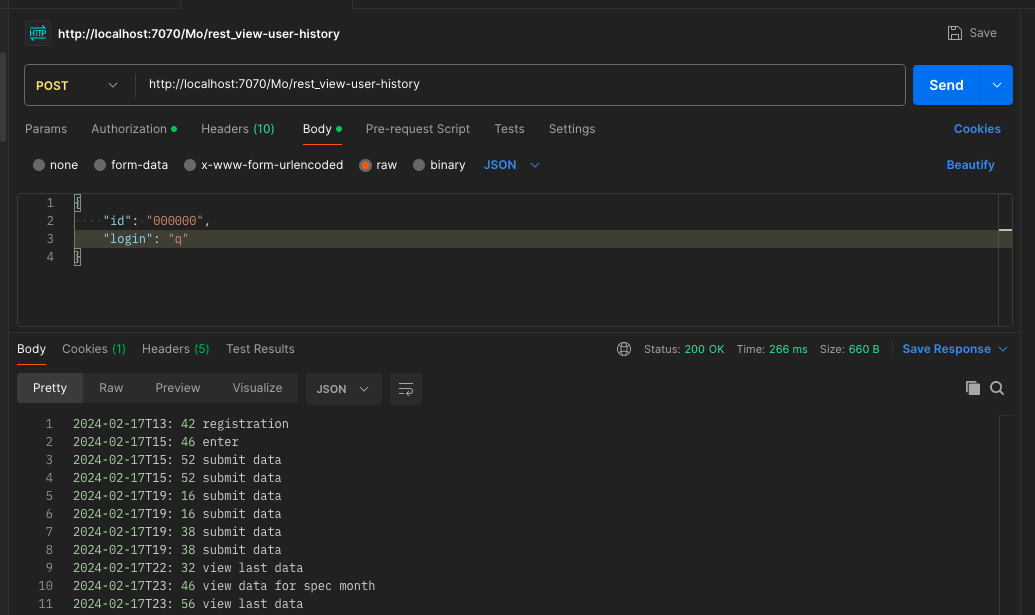 HTTP http://localhost:7070/Mo/rest_view-user-history Save
POST http://localhost:7070/Mo/rest_view-user-history Send
Params Authorization Headers (10) Body Pre-request Script Tests Settings Cookies
none form-data x-www-form-urlencoded raw binary JSON Beautify
1 {
2 "id": "000000",
3 "login": "q"
4 }
Body Cookies (1) Headers (5) Test Results Status: 200 OK Time: 266 ms Size: 660 B Save Response
Pretty Raw Preview Visualize JSON
1 2024-02-17T13: 42 registration
2 2024-02-17T15: 46 enter
3 2024-02-17T15: 52 submit data
4 2024-02-17T15: 52 submit data
5 2024-02-17T19: 16 submit data
6 2024-02-17T19: 16 submit data
7 2024-02-17T19: 38 submit data
8 2024-02-17T19: 38 submit data
9 2024-02-17T22: 32 view last data
10 2024-02-17T23: 46 view data for spec month
11 2024-02-17T23: 56 view last data